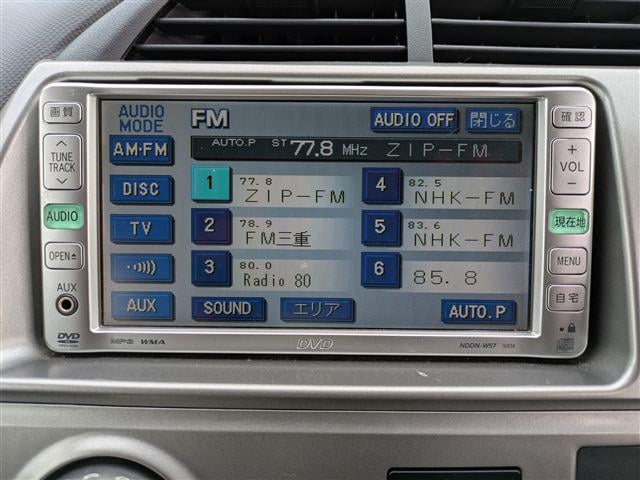 画質
AUDIO MODE
FM
AUDIO OFF
閉じる
確認
TUNE TRACK
AM·FM
AUTO.P ST 77.8 MHz ZIP-FM
+
VOL
−
DISC
1 77.8 ZIP-FM
4 82.5 NHK-FM
AUDIO
TV
2 78.9 FM三重
5 83.6 NHK-FM
現在地
OPEN
3 80.0 Radio 80
6 85.8
MENU
AUX
AUX
SOUND
エリア
AUTO.P
自宅
DVD
MP3 WMA
DVD
NDDN-W57 76034